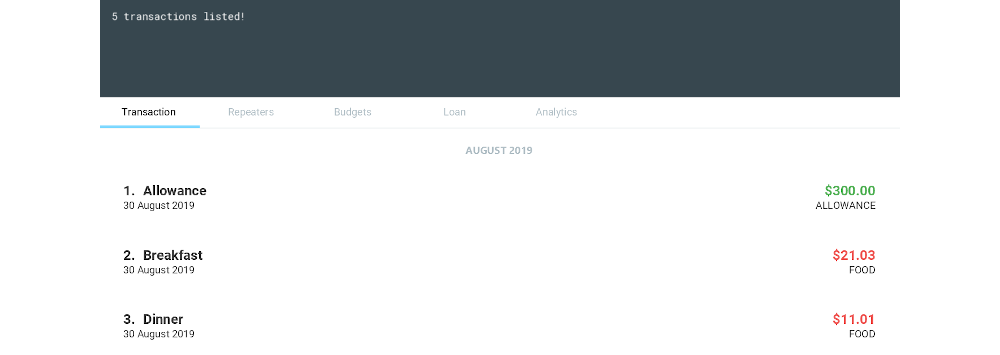 5 transactions listed!
Transaction Repeaters Budgets Loan Analytics
AUGUST 2019
1. Allowance $300.00
30 August 2019 ALLOWANCE
2. Breakfast $21.03
30 August 2019 FOOD
3. Dinner $11.01
30 August 2019 FOOD